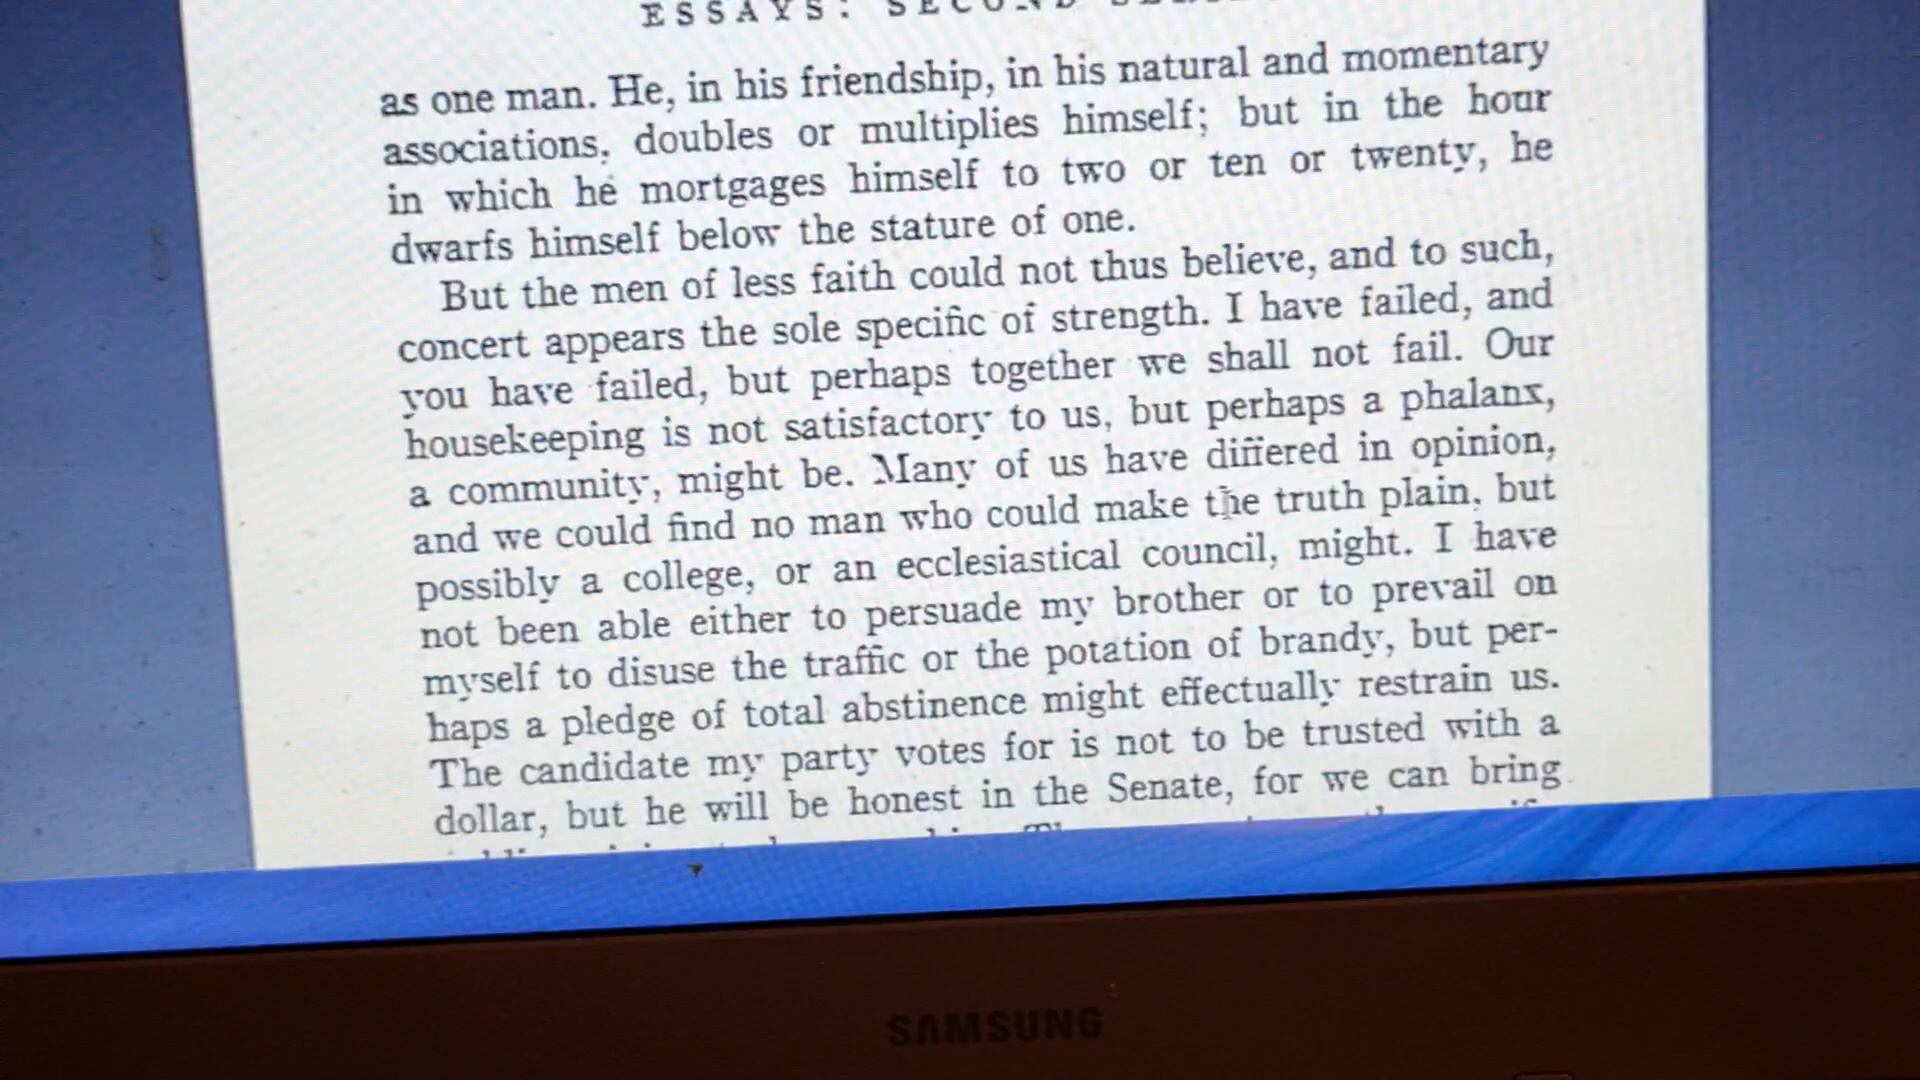 ESSAYS: SECOND
as one man. He, in his friendship, in his natural and momentary
associations, doubles or multiplies himself; but in the hour
in which he mortgages himself to two or ten or twenty, he
dwarfs himself below the stature of one.
But the men of less faith could not thus believe, and to such,
concert appears the sole specific of strength. I have failed, and
you have failed, but perhaps together we shall not fail. Our
housekeeping is not satisfactory to us, but perhaps a phalanx,
a community, might be. Many of us have differed in opinion,
and we could find no man who could make the truth plain, but
possibly a college, or an ecclesiastical council, might. I have
not been able either to persuade my brother or to prevail on
myself to disuse the traffic or the potation of brandy, but per-
haps a pledge of total abstinence might effectually restrain us.
The candidate my party votes for is not to be trusted with a
dollar, but he will be honest in the Senate, for we can bring
SAMSUNG